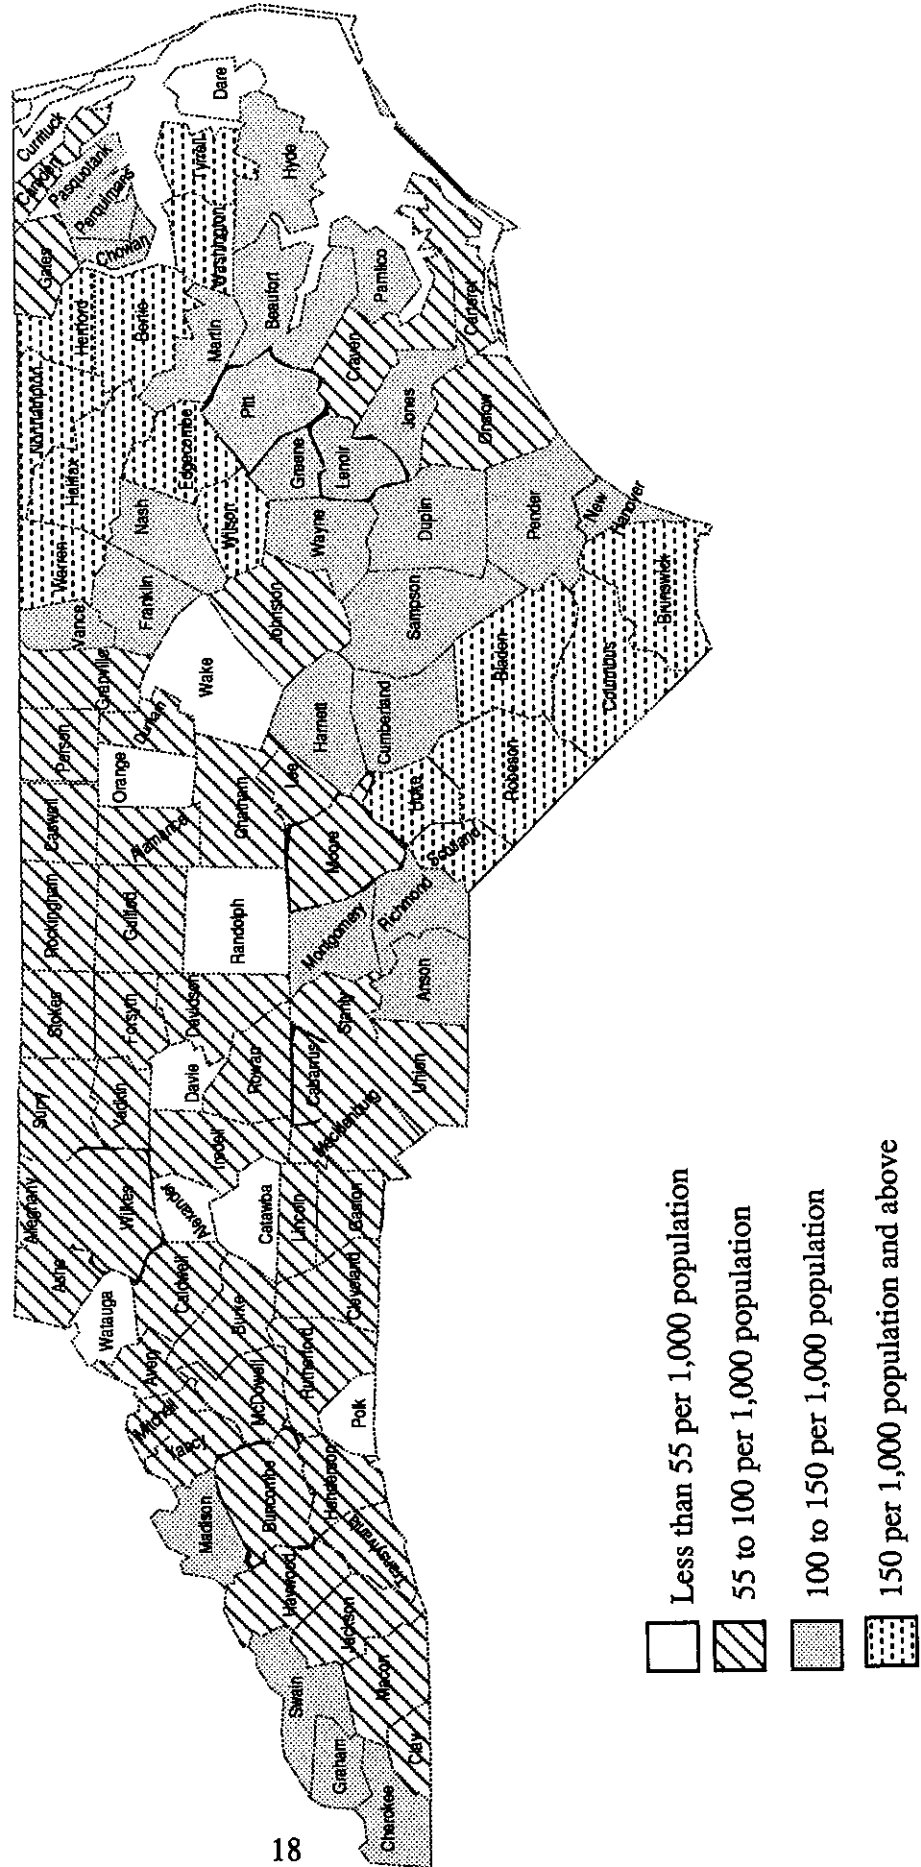 Cherokee
Graham
Swain
Clay
Macon
Jackson
Haywood
Transylvania
Madison
Buncombe
Henderson
Yancy
Mitchell
Avery
McDowell
Rutherford
Polk
Watauga
Ashe
Alleghany
Wilkes
Caldwell
Burke
Cleveland
Alexander
Catawba
Lincoln
Gaston
Surry
Yadkin
Iredell
Davie
Rowan
Cabarrus
Mecklenburg
Union
Stokes
Forsyth
Davidson
Stanly
Anson
Rockingham
Guilford
Randolph
Montgomery
Richmond
Caswell
Alamance
Chatham
Moore
Lee
Hoke
Scotland
Robeson
Person
Orange
Durham
Granville
Wake
Harnett
Cumberland
Bladen
Columbus
Brunswick
Vance
Warren
Franklin
Johnston
Sampson
Halifax
Northampton
Nash
Edgecombe
Wilson
Wayne
Duplin
Pender
New
Hanover
Hertford
Bertie
Martin
Pitt
Greene
Lenoir
Jones
Onslow
Gates
Chowan
Perquimans
Pasquotank
Camden
Currituck
Washington
Tyrrell
Dare
Hyde
Beaufort
Craven
Pamlico
Carteret
Less than 55 per 1,000 population
55 to 100 per 1,000 population
100 to 150 per 1,000 population
150 per 1,000 population and above
18